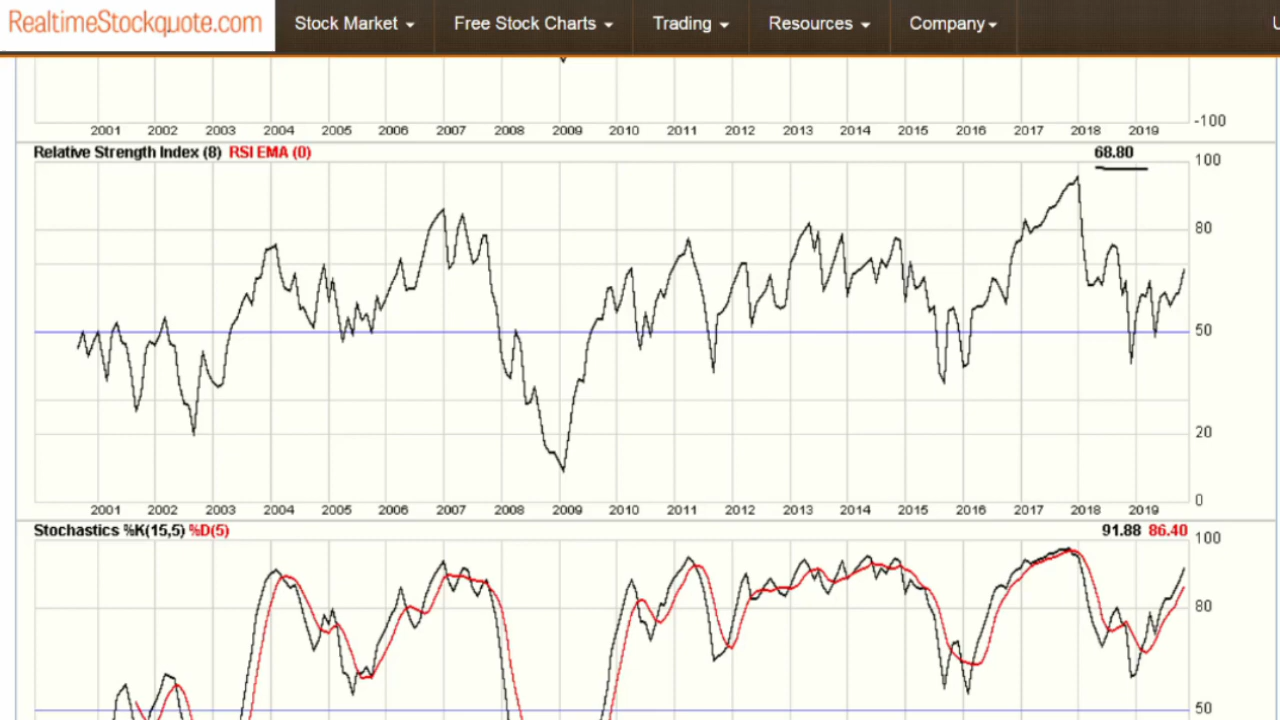 RealtimeStockquote.com Stock Market Free Stock Charts Trading Resources Company U
-100
2001 2002 2003 2004 2005 2006 2007 2008 2009 2010 2011 2012 2013 2014 2015 2016 2017 2018 2019
Relative Strength Index (8) RSI EMA (0) 68.80
100
80
50
20
0
2001 2002 2003 2004 2005 2006 2007 2008 2009 2010 2011 2012 2013 2014 2015 2016 2017 2018 2019
Stochastics %K(15,5) %D(5) 91.88 86.40
100
80
50